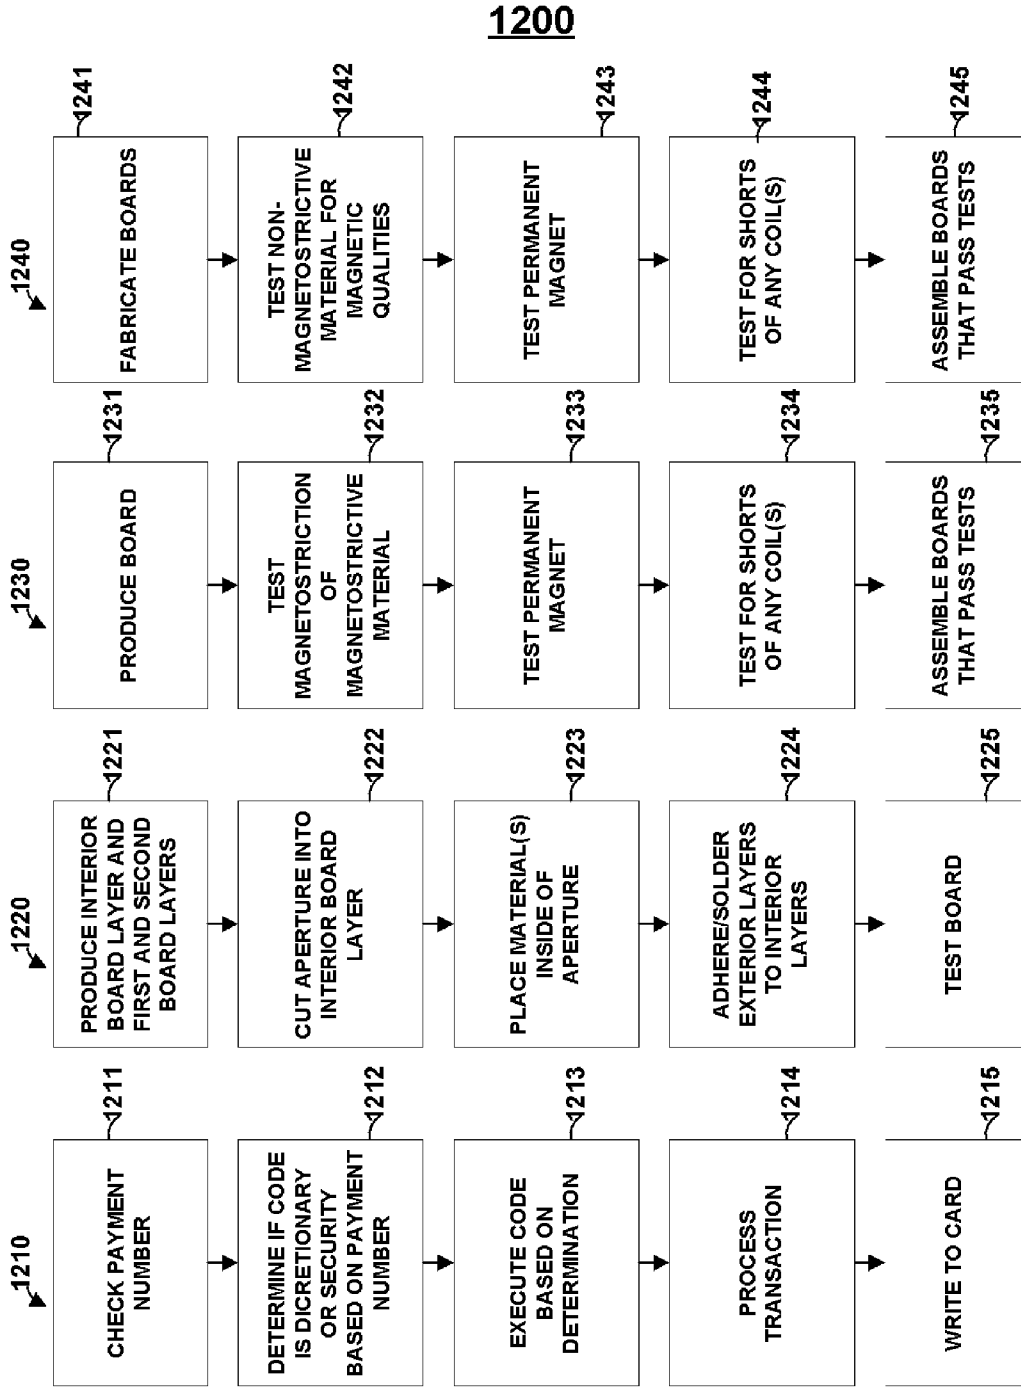 1200
1210
CHECK PAYMENT
NUMBER
1211
DETERMINE IF CODE
IS DICRETIONARY
OR SECURITY
BASED ON PAYMENT
NUMBER
1212
EXECUTE CODE
BASED ON
DETERMINATION
1213
PROCESS
TRANSACTION
1214
WRITE TO CARD
1215
1220
PRODUCE INTERIOR
BOARD LAYER AND
FIRST AND SECOND
BOARD LAYERS
1221
CUT APERTURE INTO
INTERIOR BOARD
LAYER
1222
PLACE MATERIAL(S)
INSIDE OF
APERTURE
1223
ADHERE/SOLDER
EXTERIOR LAYERS
TO INTERIOR
LAYERS
1224
TEST BOARD
1225
1230
PRODUCE BOARD
1231
TEST
MAGNETOSTRICTION
OF
MAGNETOSTRICTIVE
MATERIAL
1232
TEST PERMANENT
MAGNET
1233
TEST FOR SHORTS
OF ANY COIL(S)
1234
ASSEMBLE BOARDS
THAT PASS TESTS
1235
1240
FABRICATE BOARDS
1241
TEST NON-
MAGNETOSTRICTIVE
MATERIAL FOR
MAGNETIC
QUALITIES
1242
TEST PERMANENT
MAGNET
1243
TEST FOR SHORTS
OF ANY COIL(S)
1244
ASSEMBLE BOARDS
THAT PASS TESTS
1245